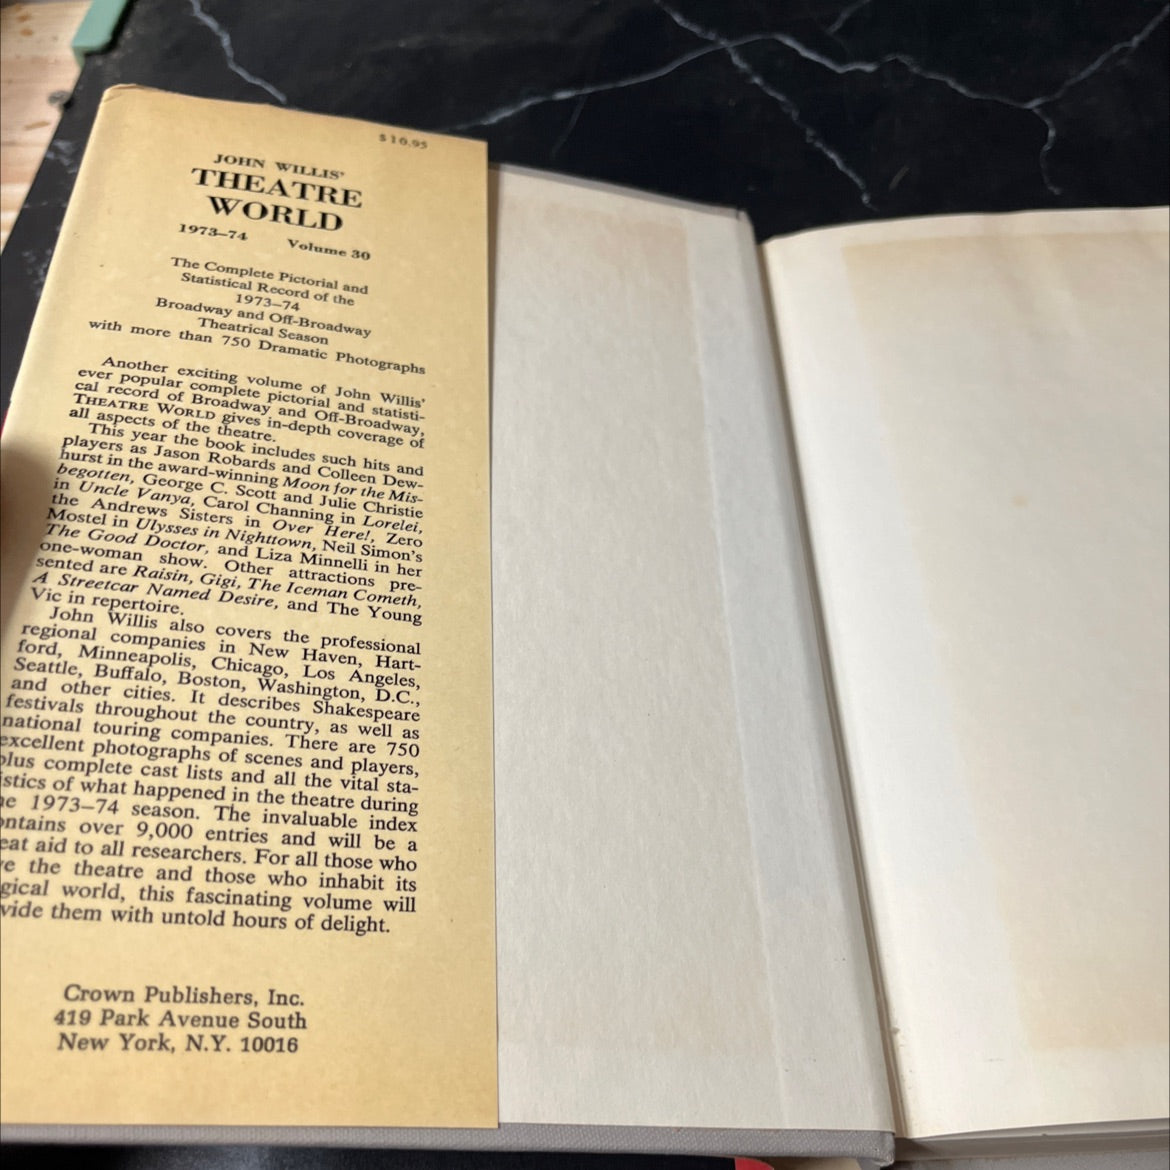 $10.95
JOHN WILLIS'
THEATRE
WORLD
1973–74 Volume 30
The Complete Pictorial and
Statistical Record of the
1973–74
Broadway and Off-Broadway
Theatrical Season
with more than 750 Dramatic Photographs
Another exciting volume of John Willis'
ever popular complete pictorial and statisti-
cal record of Broadway and Off-Broadway,
THEATRE WORLD gives in-depth coverage of
all aspects of the theatre.
This year the book includes such hits and
players as Jason Robards and Colleen Dew-
hurst in the award-winning Moon for the Mis-
begotten, George C. Scott and Julie Christie
in Uncle Vanya, Carol Channing in Lorelei,
the Andrews Sisters in Over Here!, Zero
Mostel in Ulysses in Nighttown, Neil Simon's
The Good Doctor, and Liza Minnelli in her
one-woman show. Other attractions pre-
sented are Raisin, Gigi, The Iceman Cometh,
A Streetcar Named Desire, and The Young
Vic in repertoire.
John Willis also covers the professional
regional companies in New Haven, Hart-
ford, Minneapolis, Chicago, Los Angeles,
Seattle, Buffalo, Boston, Washington, D.C.,
and other cities. It describes Shakespeare
festivals throughout the country, as well as
national touring companies. There are 750
excellent photographs of scenes and players,
plus complete cast lists and all the vital sta-
istics of what happened in the theatre during
he 1973–74 season. The invaluable index
ontains over 9,000 entries and will be a
eat aid to all researchers. For all those who
ve the theatre and those who inhabit its
gical world, this fascinating volume will
vide them with untold hours of delight.
Crown Publishers, Inc.
419 Park Avenue South
New York, N.Y. 10016